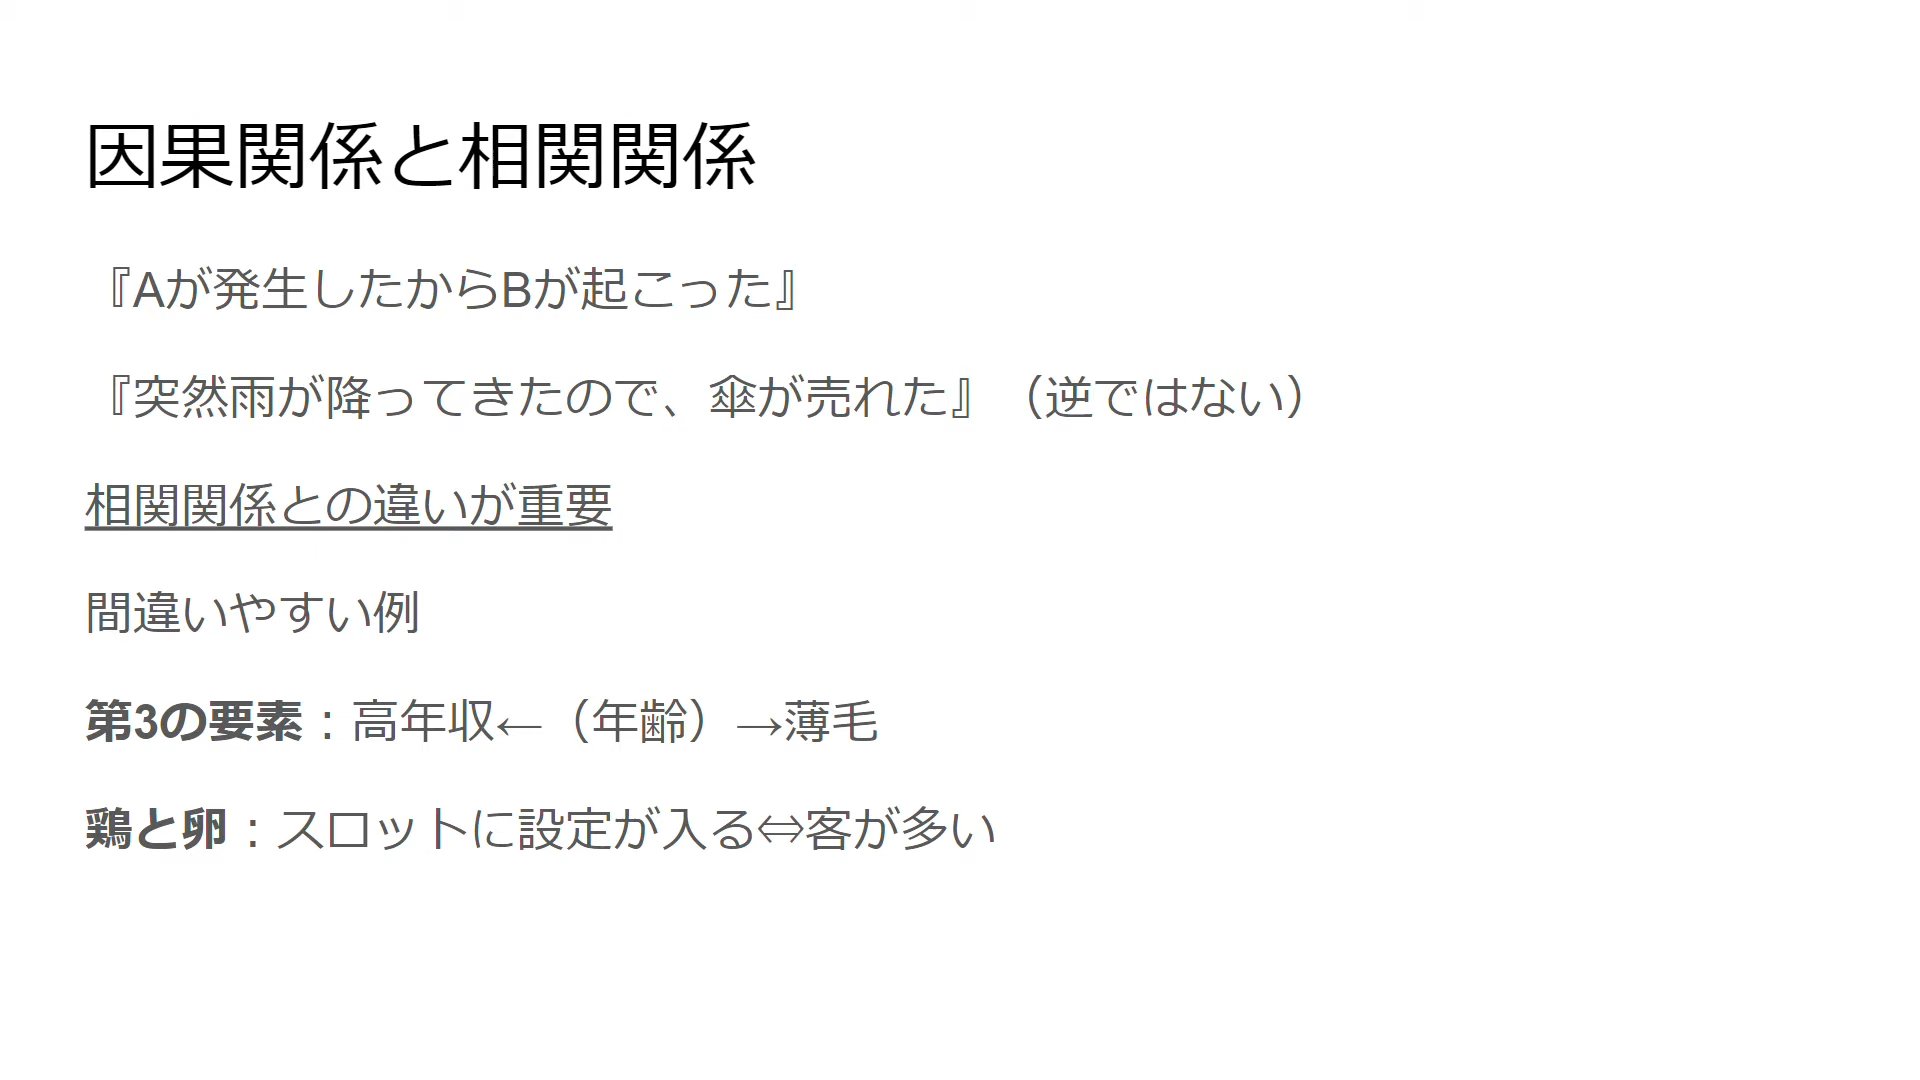 因果関係と相関関係
『Aが発生したからBが起こった』
『突然雨が降ってきたので、傘が売れた』（逆ではない）
相関関係との違いが重要
間違いやすい例
第3の要素：高年収←（年齢）→薄毛
鶏と卵：スロットに設定が入る⇔客が多い